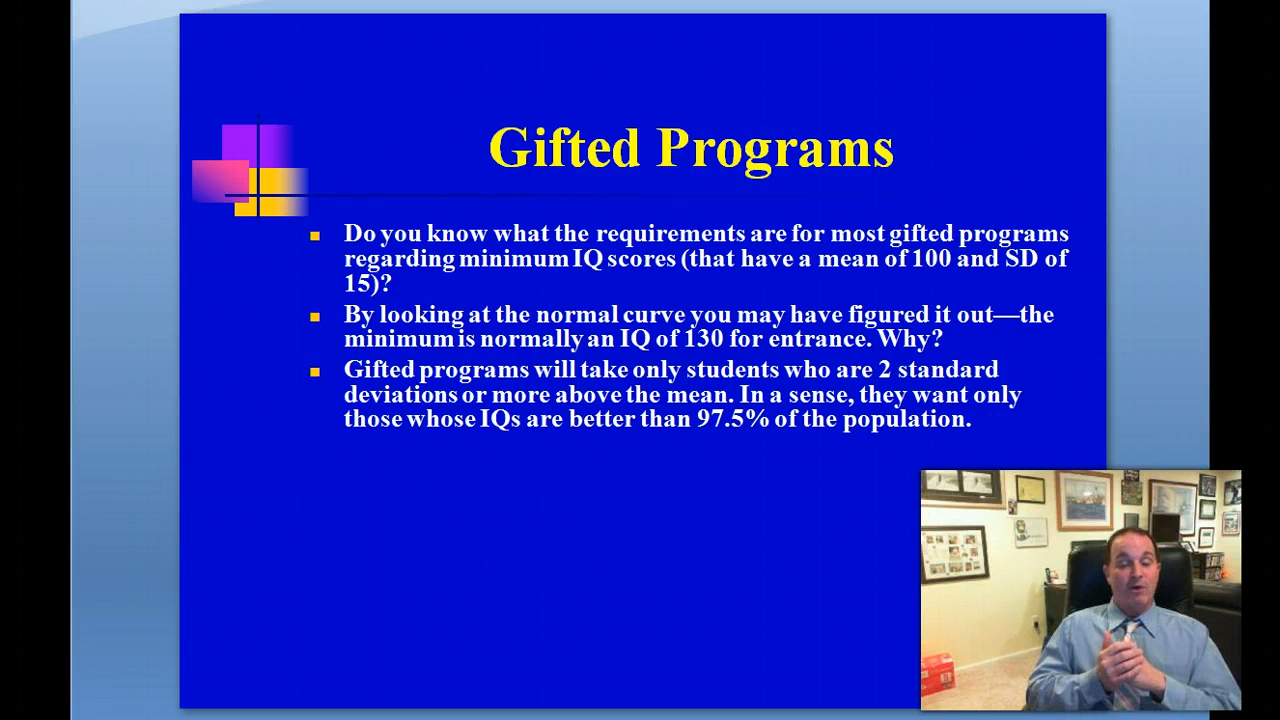 Gifted Programs
Do you know what the requirements are for most gifted programs
regarding minimum IQ scores (that have a mean of 100 and SD of
15)?
By looking at the normal curve you may have figured it out—the
minimum is normally an IQ of 130 for entrance. Why?
Gifted programs will take only students who are 2 standard
deviations or more above the mean. In a sense, they want only
those whose IQs are better than 97.5% of the population.